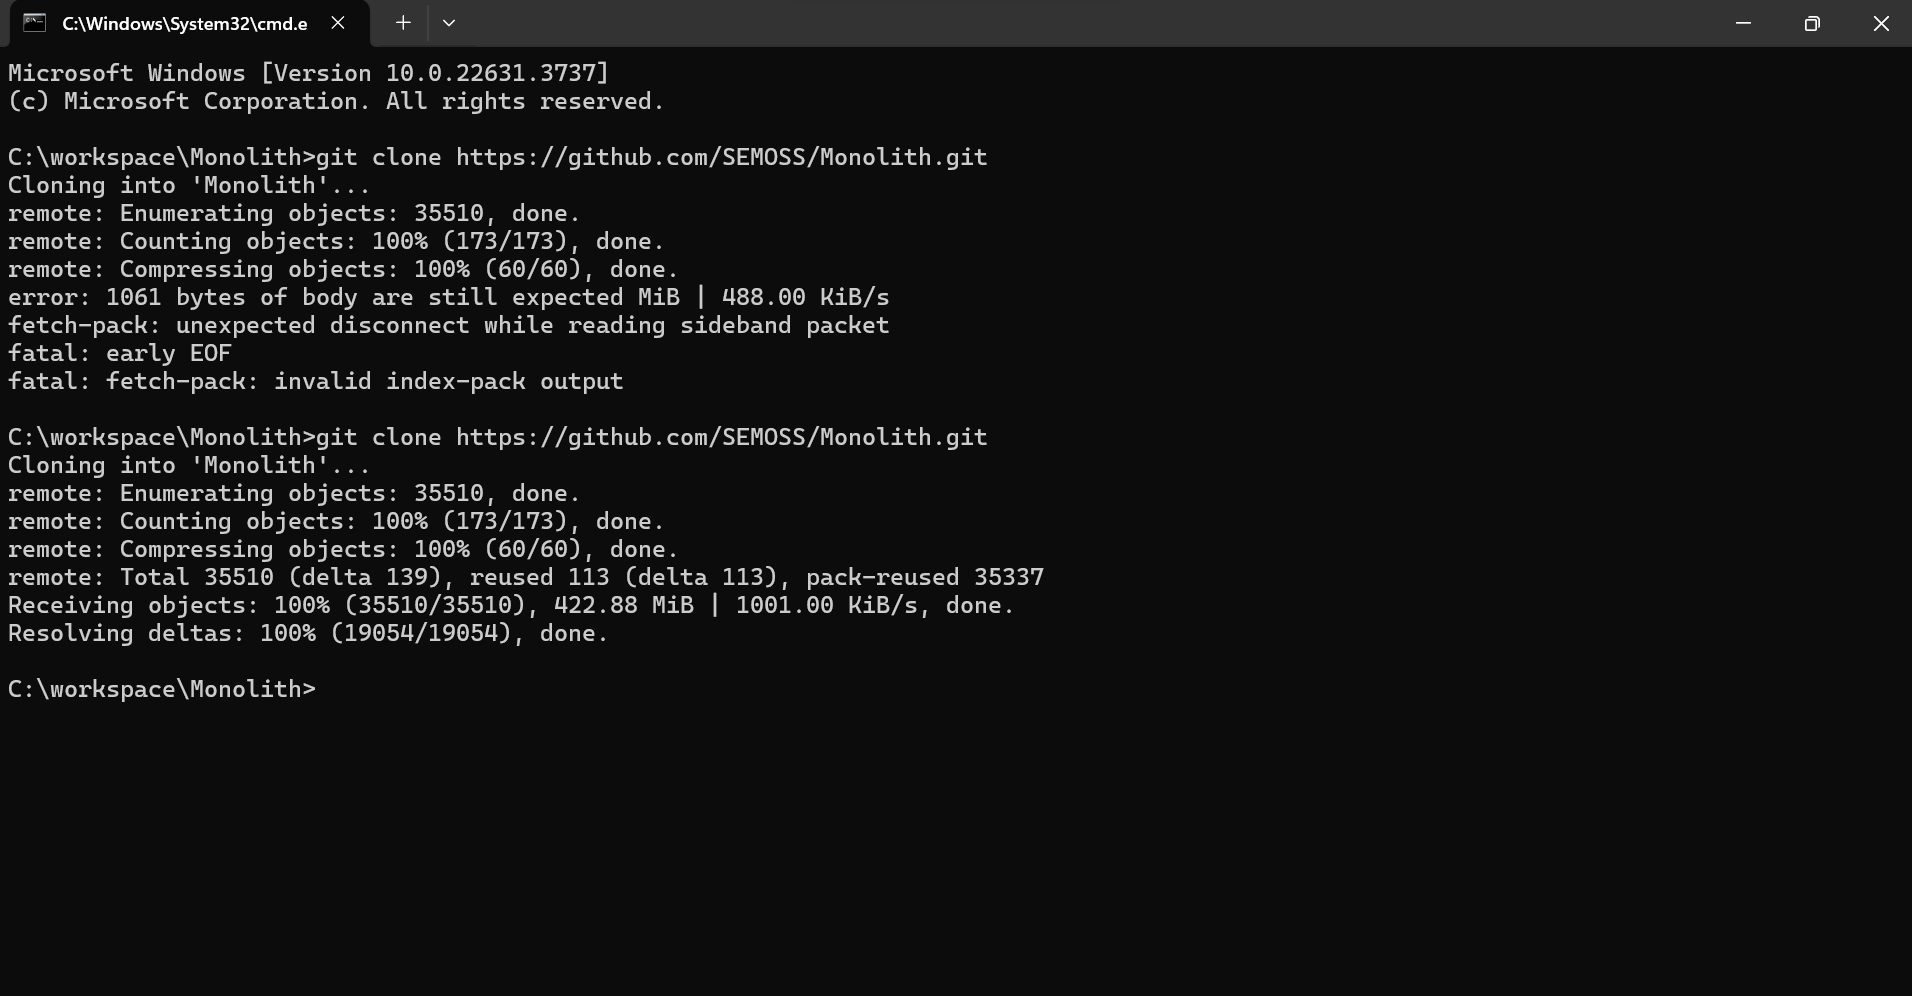 C:\Windows\System32\cmd.e
Microsoft Windows [Version 10.0.22631.3737]
(c) Microsoft Corporation. All rights reserved.
C:\workspace\Monolith>git clone https://github.com/SEMOSS/Monolith.git
Cloning into 'Monolith'...
remote: Enumerating objects: 35510, done.
remote: Counting objects: 100% (173/173), done.
remote: Compressing objects: 100% (60/60), done.
error: 1061 bytes of body are still expected MiB | 488.00 KiB/s
fetch-pack: unexpected disconnect while reading sideband packet
fatal: early EOF
fatal: fetch-pack: invalid index-pack output
C:\workspace\Monolith>git clone https://github.com/SEMOSS/Monolith.git
Cloning into 'Monolith'...
remote: Enumerating objects: 35510, done.
remote: Counting objects: 100% (173/173), done.
remote: Compressing objects: 100% (60/60), done.
remote: Total 35510 (delta 139), reused 113 (delta 113), pack-reused 35337
Receiving objects: 100% (35510/35510), 422.88 MiB | 1001.00 KiB/s, done.
Resolving deltas: 100% (19054/19054), done.
C:\workspace\Monolith>